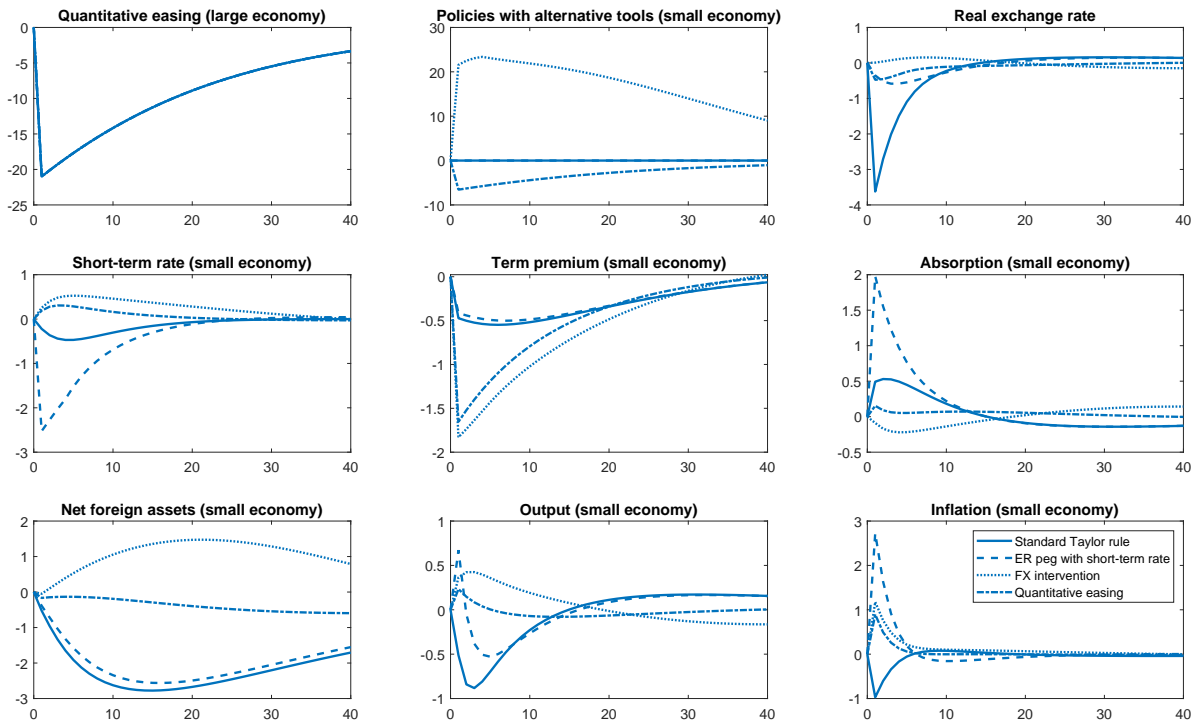 Quantitative easing (large economy)
0
-5
-10
-15
-20
-25
0 10 20 30 40
Policies with alternative tools (small economy)
30
20
10
0
-10
0 10 20 30 40
Real exchange rate
1
0
-1
-2
-3
-4
0 10 20 30 40
Short-term rate (small economy)
1
0
-1
-2
-3
0 10 20 30 40
Term premium (small economy)
0
-0.5
-1
-1.5
-2
0 10 20 30 40
Absorption (small economy)
2
1.5
1
0.5
0
-0.5
0 10 20 30 40
Net foreign assets (small economy)
2
1
0
-1
-2
-3
0 10 20 30 40
Output (small economy)
1
0.5
0
-0.5
-1
0 10 20 30 40
Inflation (small economy)
3
2
1
0
-1
0 10 20 30 40
Standard Taylor rule
ER peg with short-term rate
FX intervention
Quantitative easing